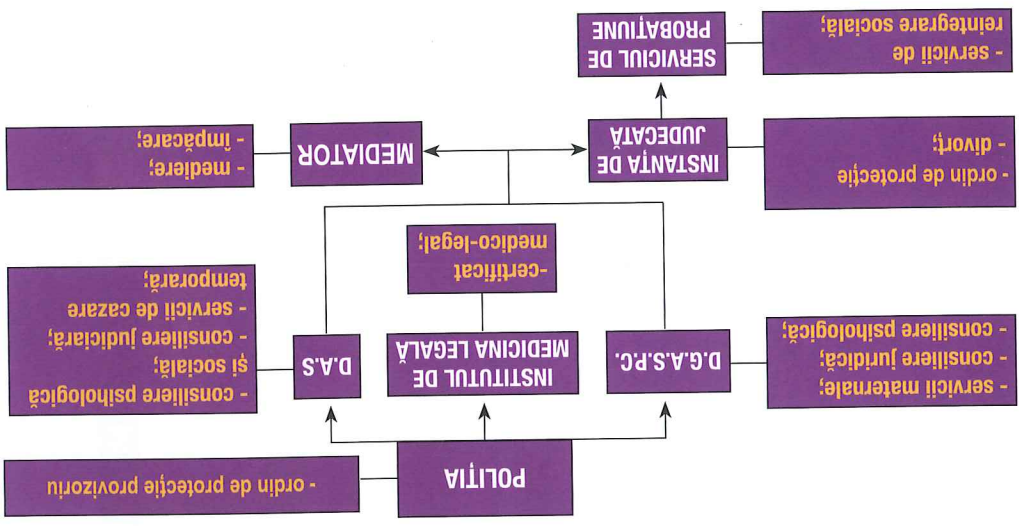 POLIȚIA
- ordin de protecție provizoriu
- servicii maternale;
- consiliere juridică;
- consiliere psihologică;
D.G.A.S.P.C.
INSTITUTUL DE
MEDICINA LEGALĂ
-certificat
medico-legal;
D.A.S
- consiliere psihologică
și socială;
- consiliere judiciară;
- servicii de cazare
temporară;
- ordin de protecție
- divorț;
INSTANȚA DE
JUDECATĂ
MEDIATOR
- mediere;
- împăcare;
- servicii de
reintegrare socială;
SERVICIUL DE
PROBAȚIUNE